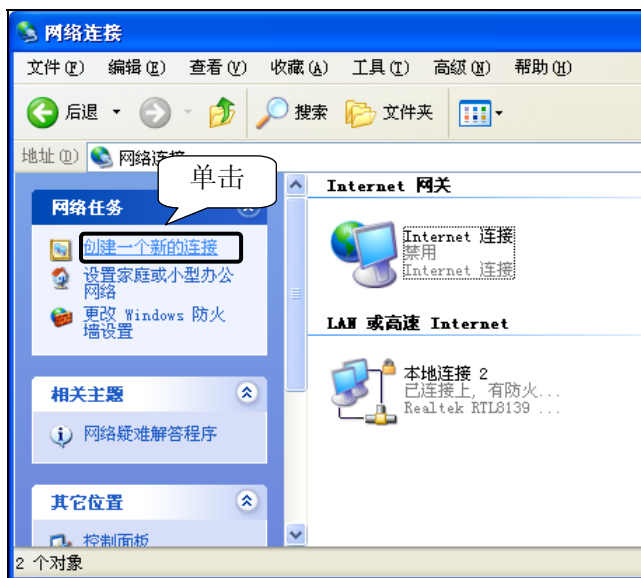 网络连接
文件(F) 编辑(E) 查看(V) 收藏(A) 工具(T) 高级(N) 帮助(H)
后退 搜索 文件夹
地址(D) 网络连接
单击
网络任务
创建一个新的连接
设置家庭或小型办公
网络
更改 Windows 防火
墙设置
相关主题
网络疑难解答程序
其它位置
控制面板
Internet 网关
Internet 连接
禁用
Internet 连接
LAN 或高速 Internet
本地连接 2
已连接上, 有防火...
Realtek RTL8139 ...
2 个对象